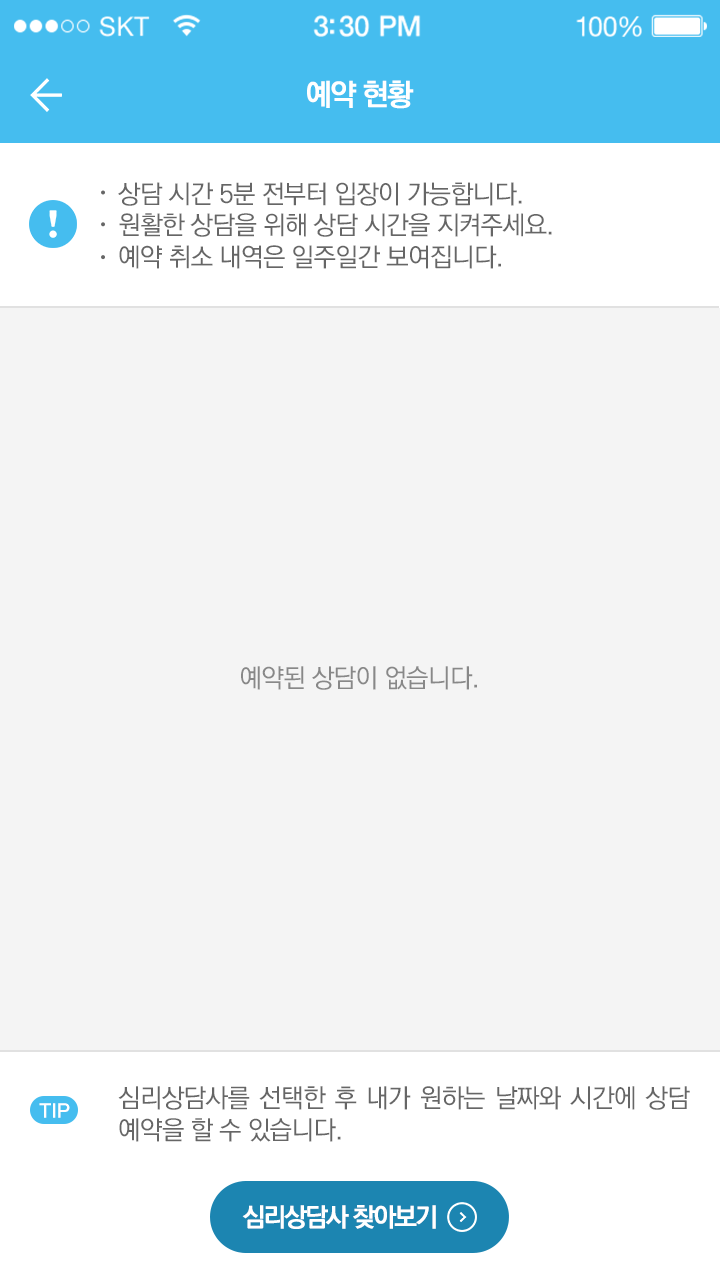 SKT 3:30 PM 100%
예약 현황
· 상담 시간 5분 전부터 입장이 가능합니다.
· 원활한 상담을 위해 상담 시간을 지켜주세요.
· 예약 취소 내역은 일주일간 보여집니다.
예약된 상담이 없습니다.
TIP 심리상담사를 선택한 후 내가 원하는 날짜와 시간에 상담
예약을 할 수 있습니다.
심리상담사 찾아보기